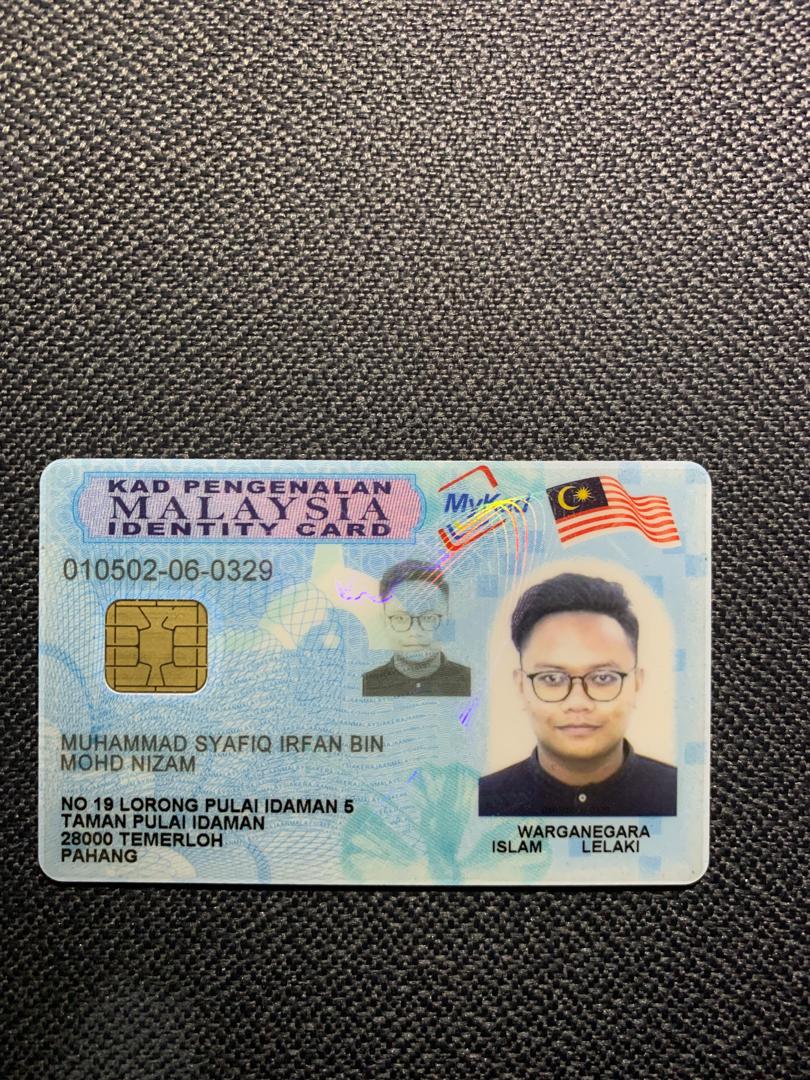 KAD PENGENALAN
MALAYSIA
IDENTITY CARD
MyKad
010502-06-0329
MUHAMMAD SYAFIQ IRFAN BIN
MOHD NIZAM
NO 19 LORONG PULAI IDAMAN 5
TAMAN PULAI IDAMAN
28000 TEMERLOH
PAHANG
WARGANEGARA
ISLAM LELAKI